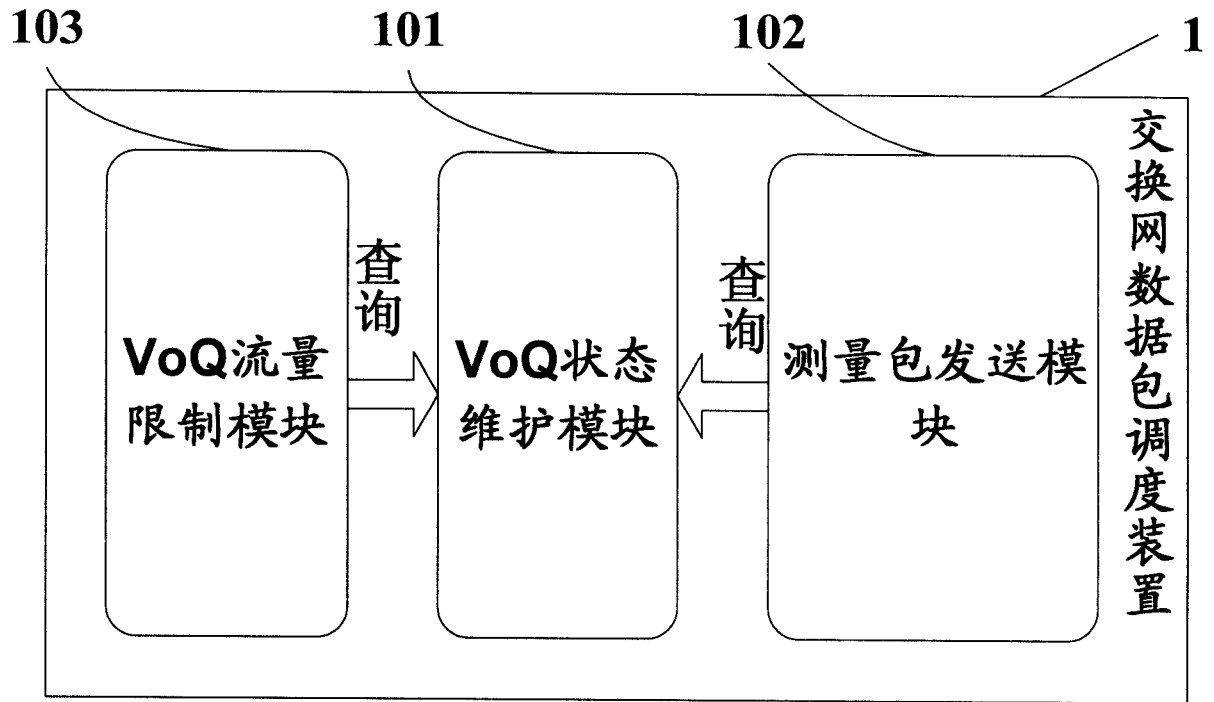 103
101
102
1
交换网数据包调度装置
查询
查询
VoQ流量
限制模块
VoQ状态
维护模块
测量包发送模
块